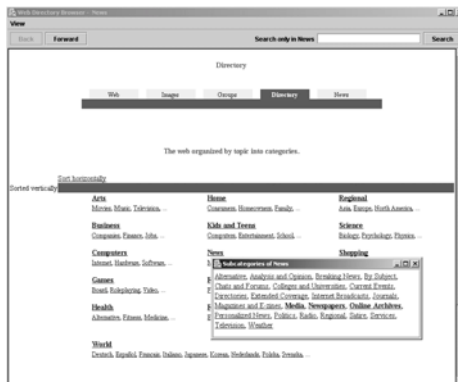 Web Directory Browser - News
View
Back Forward Search only in News Search
Directory
Web Images Groups Directory News
The web organized by topic into categories.
Sort horizontally
Sorted vertically
Arts Home Regional
Movies, Music, Television, ... Consumers, Homeowners, Family, ... Asia, Europe, North America, ...
Business Kids and Teens Science
Companies, Finance, Jobs, ... Computers, Entertainment, School, ... Biology, Psychology, Physics, ...
Computers News Shopping
Internet, Hardware, Software, ...
Subcategories of News
Alternative, Analysis and Opinion, Breaking News, By Subject,
Chats and Forums, Colleges and Universities, Current Events,
Directories, Extended Coverage, Internet Broadcasts, Journals,
Magazines and E-zines, Media, Newspapers, Online Archives,
Personalized News, Politics, Radio, Regional, Satire, Services,
Television, Weather
Games
Board, Roleplaying, Video, ...
Health
Alternative, Fitness, Medicine, ...
World
Deutsch, Español, Français, Italiano, Japanese, Korean, Nederlands, Polska, Svenska, ...